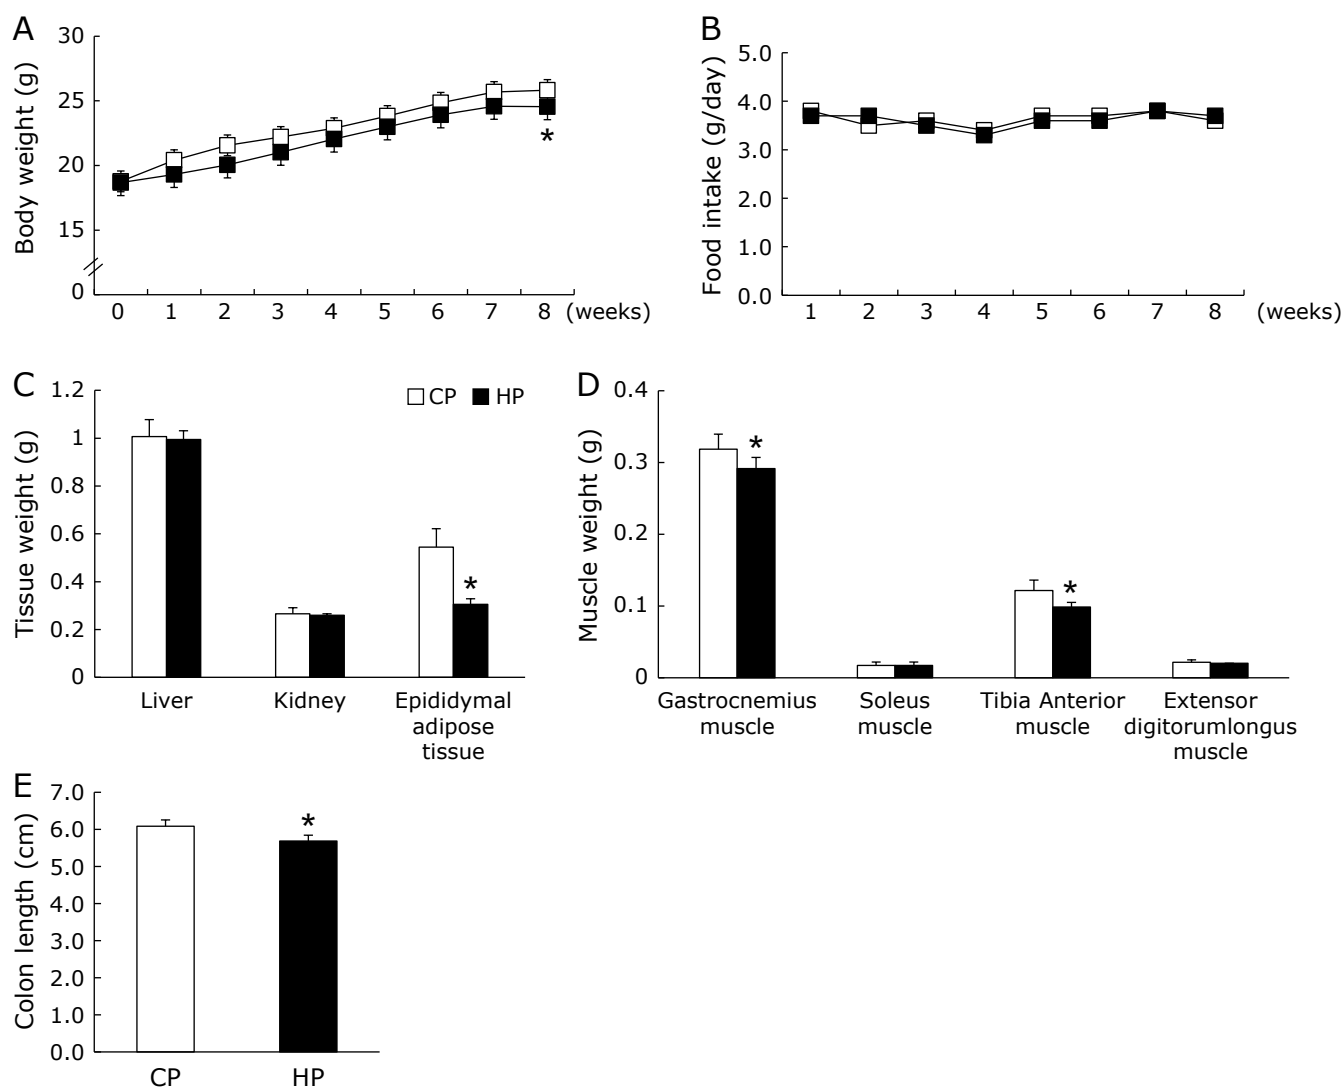 A
Body weight (g)
30
25
20
15
0
0 1 2 3 4 5 6 7 8 (weeks)
*
B
Food intake (g/day)
5.0
4.0
3.0
2.0
1.0
0.0
1 2 3 4 5 6 7 8 (weeks)
C
Tissue weight (g)
1.2
1
0.8
0.6
0.4
0.2
0
CP HP
*
Liver
Kidney
Epididymal
adipose
tissue
D
Muscle weight (g)
0.4
0.3
0.2
0.1
0
*
*
Gastrocnemius
muscle
Soleus
muscle
Tibia Anterior
muscle
Extensor
digitorumlongus
muscle
E
Colon length (cm)
7.0
6.0
5.0
4.0
3.0
2.0
1.0
0.0
*
CP HP